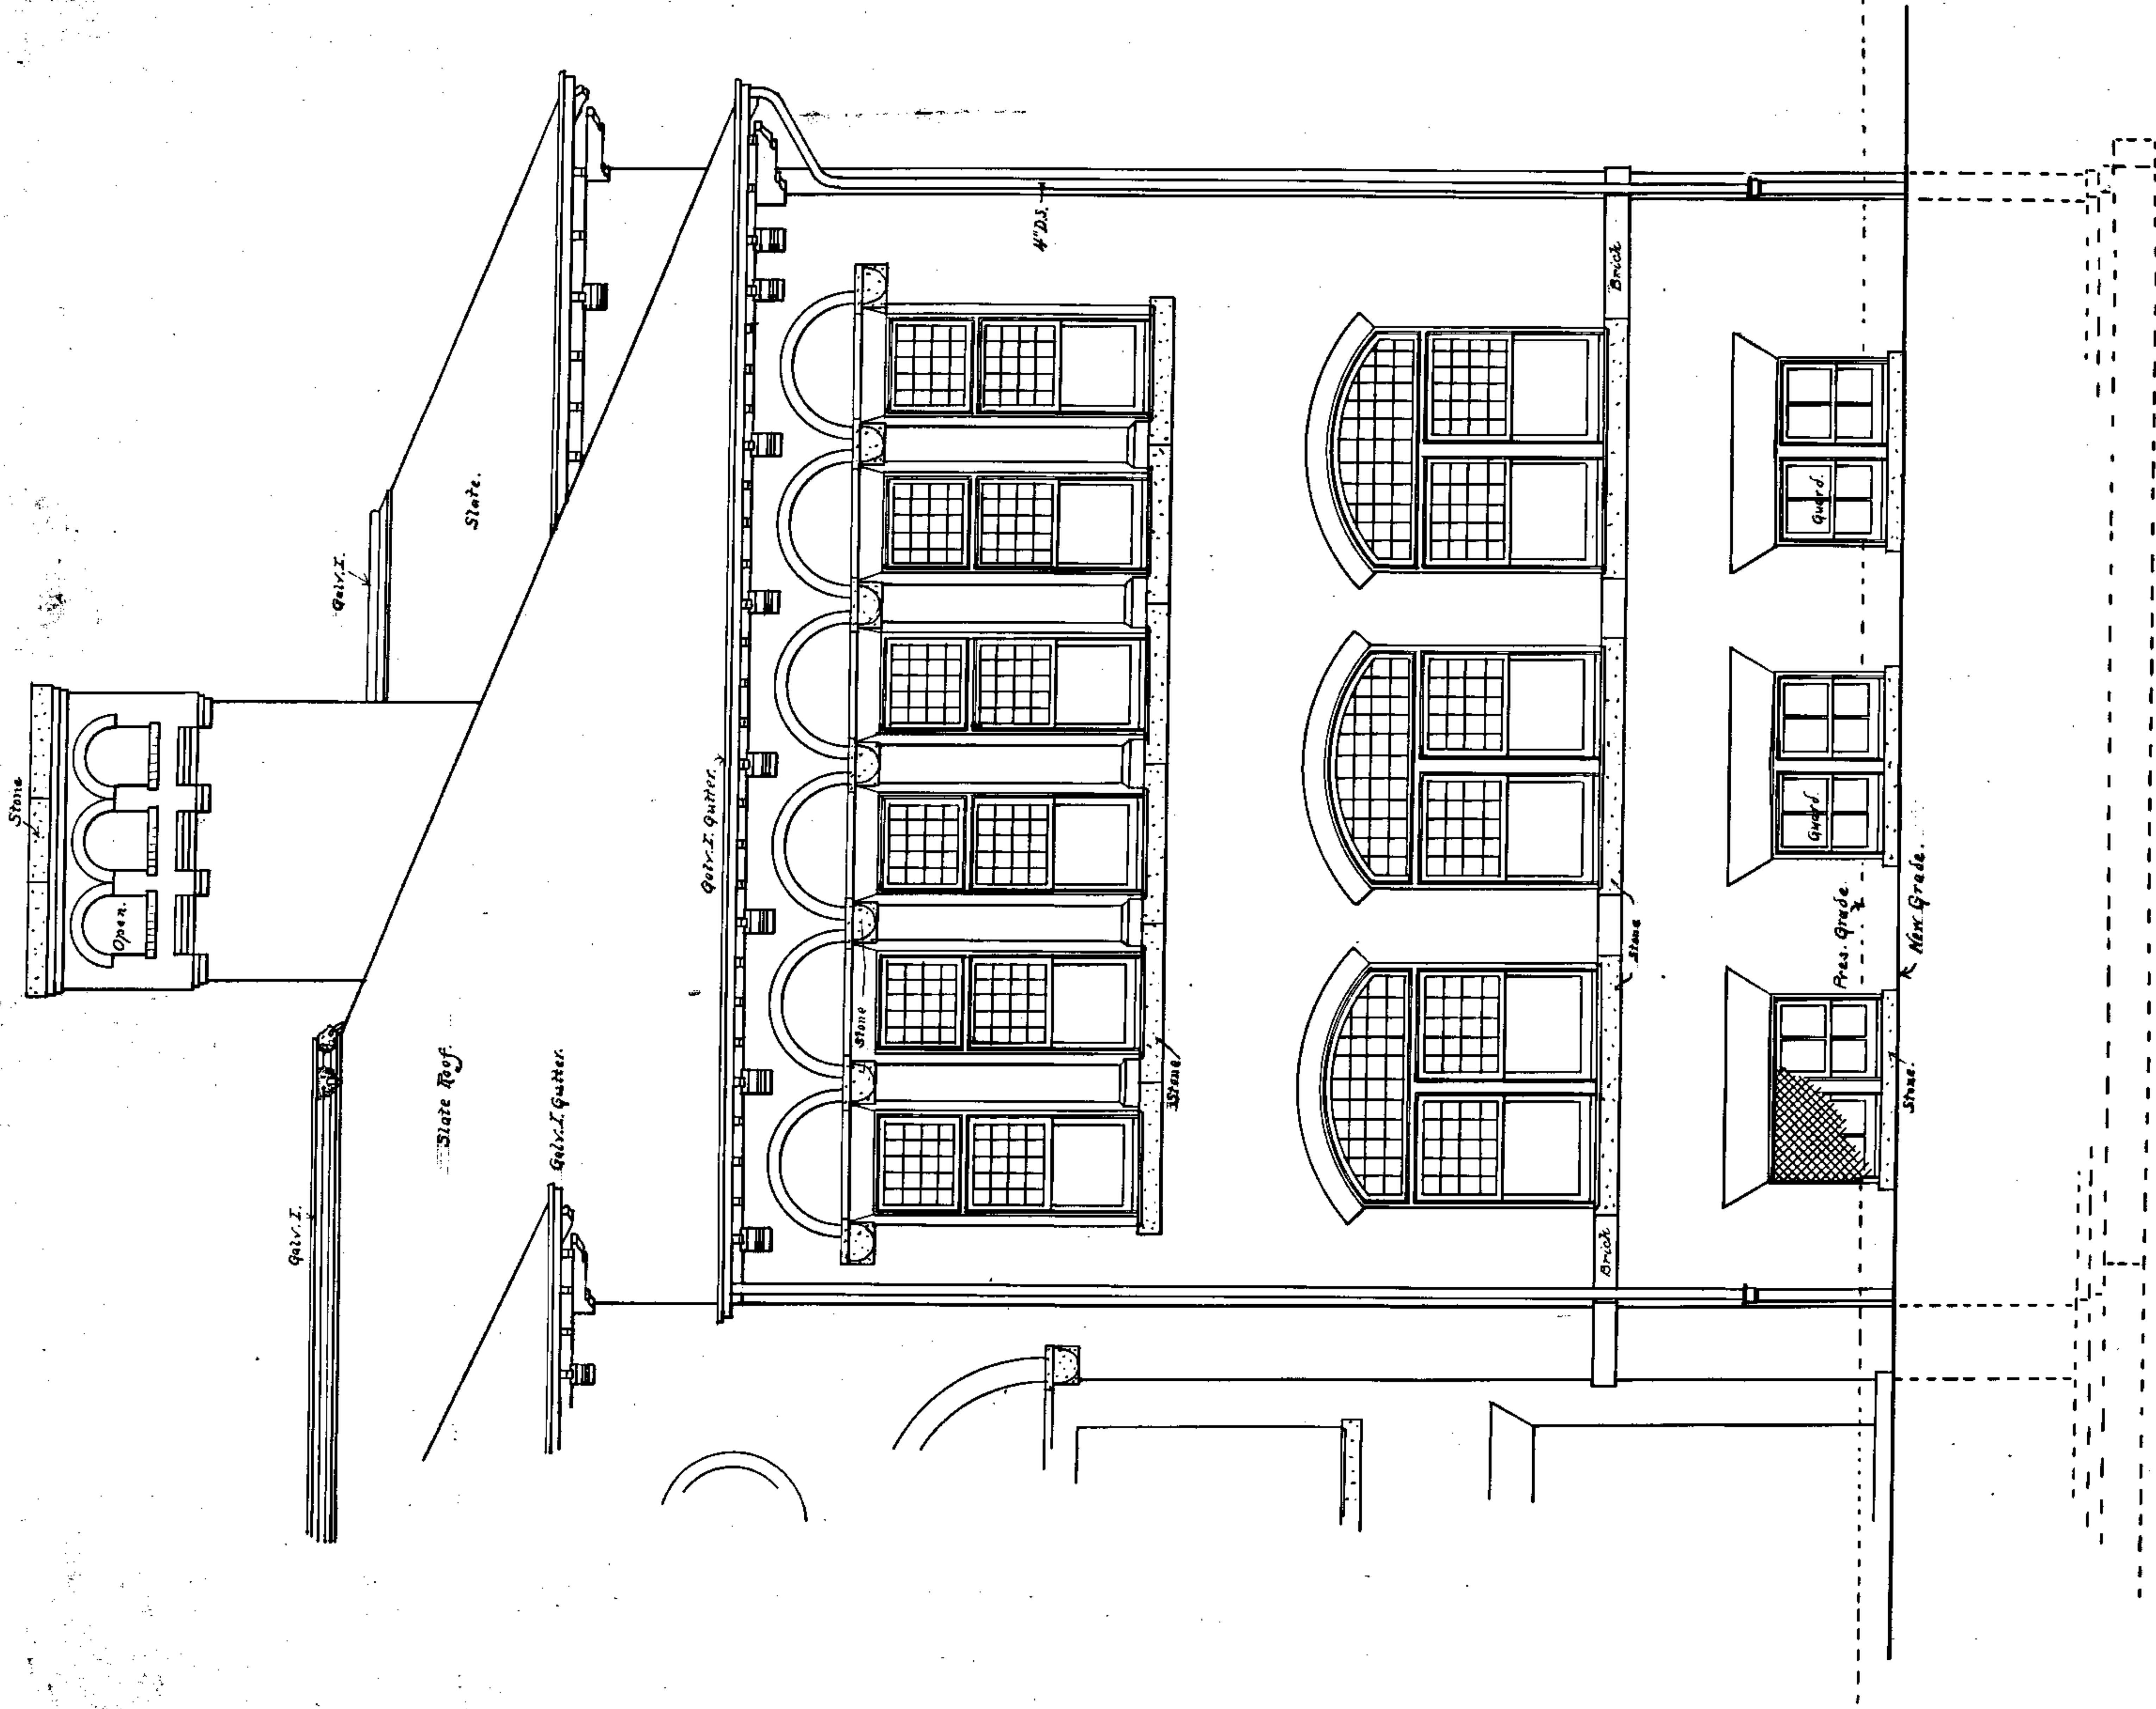 Stone
Open.
Galv. I.
Slate.
Galv. I.
Slate Roof.
Galv. I. Gutter.
Galv. I. Gutter.
Stone
4" D.S.
Stone
Brick
Brick
Stone
Guard.
Guard.
Pres. Grade
New Grade.
Stone.